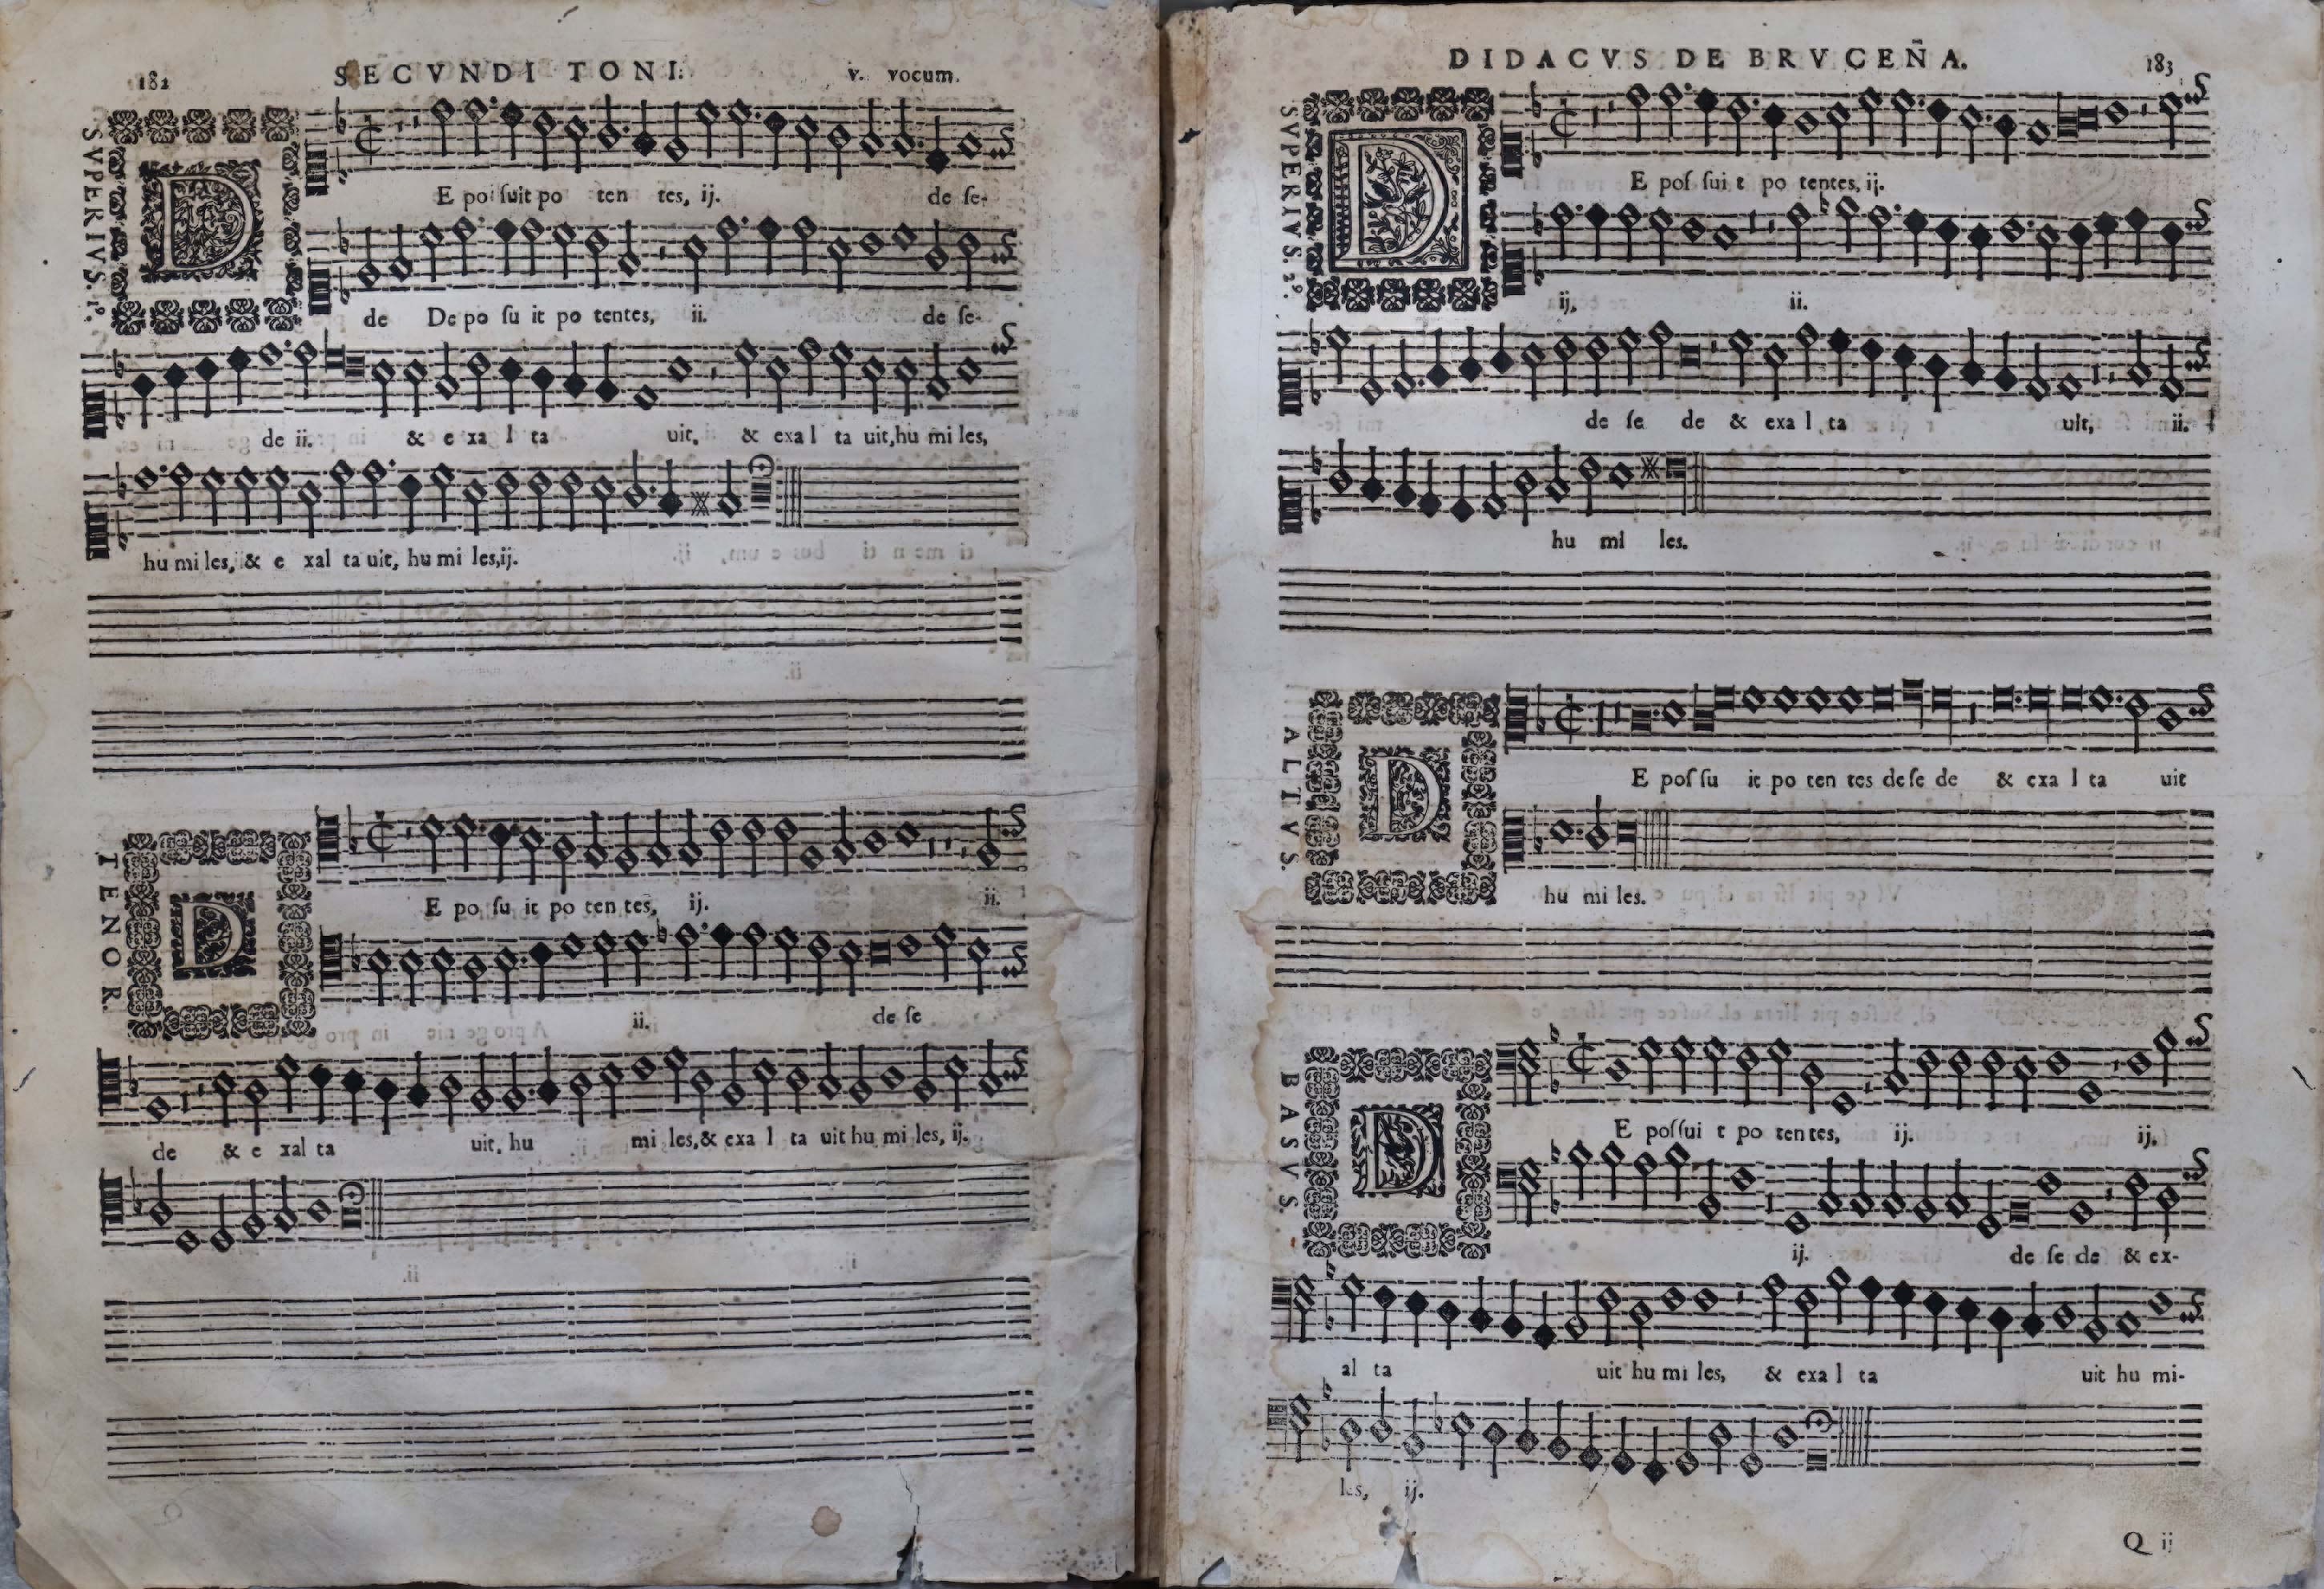 182 SECVNDI TONI: v. vocum.
SVPERIVS. 1º.
D
E po ſuit po ten tes, ij. de ſe-
de De po ſu it po tentes, ii. de ſe-
de ii. & e xa l ta uit, & exa l ta uit, hu mi les,
hu mi les, & e xal ta uit, hu mi les, ij.
TENOR.
D
E po ſu it po ten tes, ij. ii.
ii. de ſe
de & e xal ta uit, hu mi les, & exa l ta uit hu mi les, ij.
DIDACVS DE BRVCEÑA. 183
SVPERIVS. 2º.
D
E poſ ſui t po tentes, ij.
ij. ii.
de ſe de & exa l ta uit, ii.
hu mi les.
ALTVS.
D
E poſ ſu it po ten tes de ſe de & exa l ta uit
hu mi les.
BASVS.
D
E poſſui t po ten tes, ij. ij.
ij. de ſe de & ex-
al ta uit hu mi les, & exa l ta uit hu mi-
les, ij.
Q ij